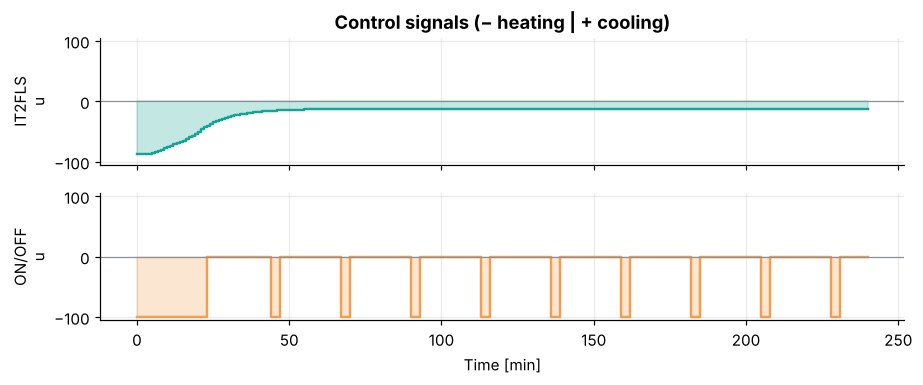 Control signals (− heating | + cooling)
IT2FLS
u
100
0
−100
ON/OFF
u
100
0
−100
0 50 100 150 200 250
Time [min]